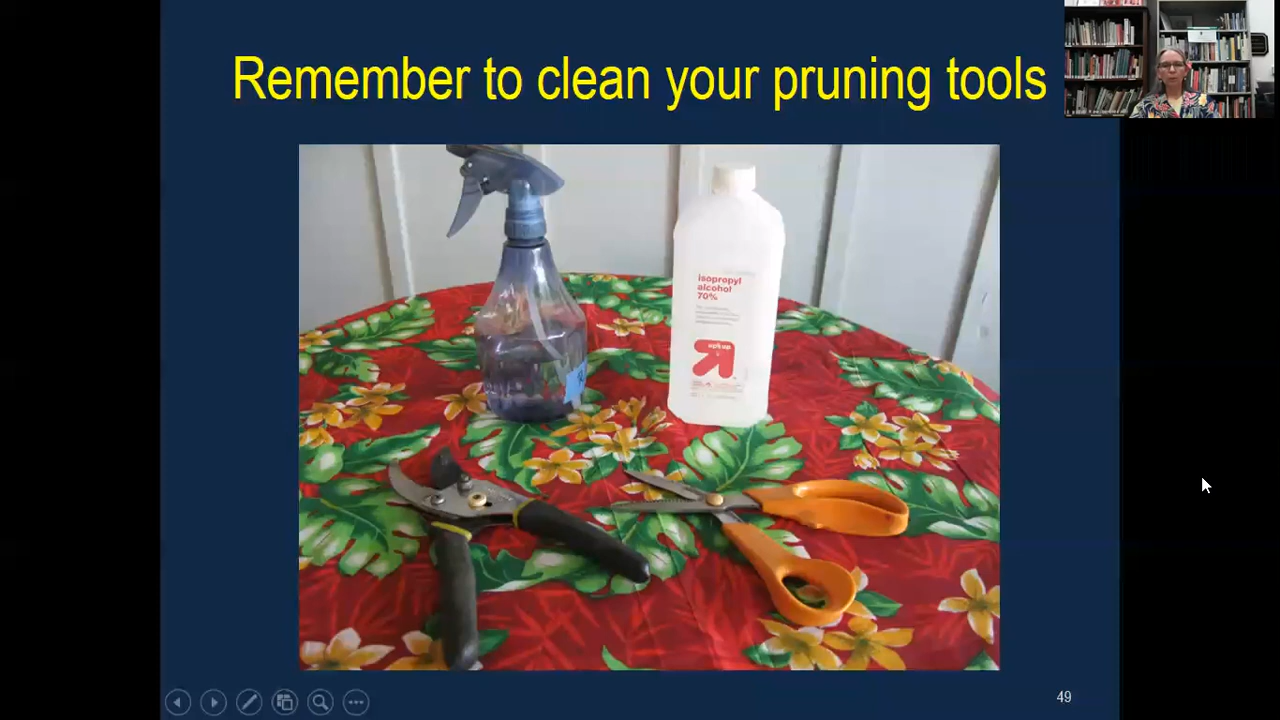 Remember to clean your pruning tools
isopropyl
alcohol
70%
up&up
49